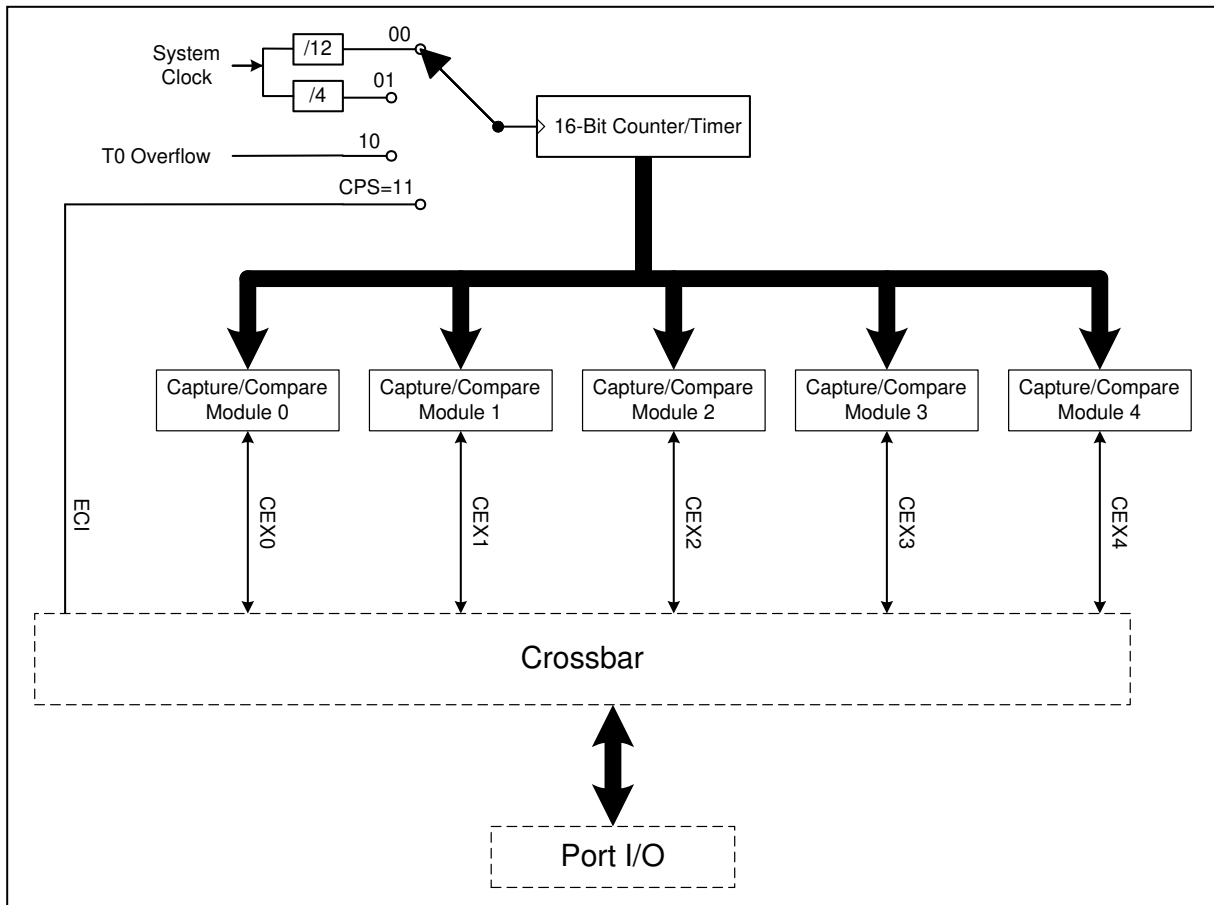 System
Clock
/12
00
/4
01
T0 Overflow
10
CPS=11
16-Bit Counter/Timer
Capture/Compare
Module 0
Capture/Compare
Module 1
Capture/Compare
Module 2
Capture/Compare
Module 3
Capture/Compare
Module 4
ECI
CEX0
CEX1
CEX2
CEX3
CEX4
Crossbar
Port I/O